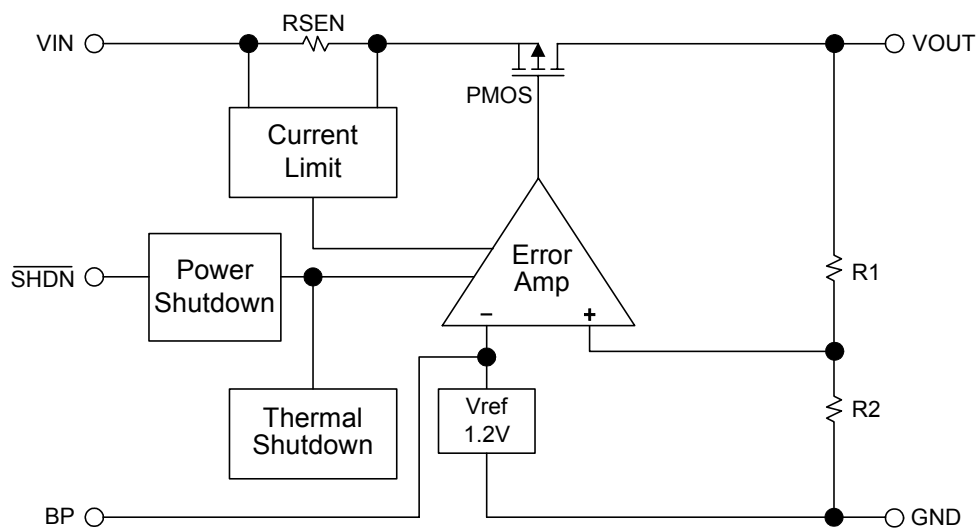 RSEN
VIN
VOUT
PMOS
Current
Limit
Error
Amp
SHDN
Power
Shutdown
R1
− +
Thermal
Shutdown
Vref
1.2V
R2
BP
GND